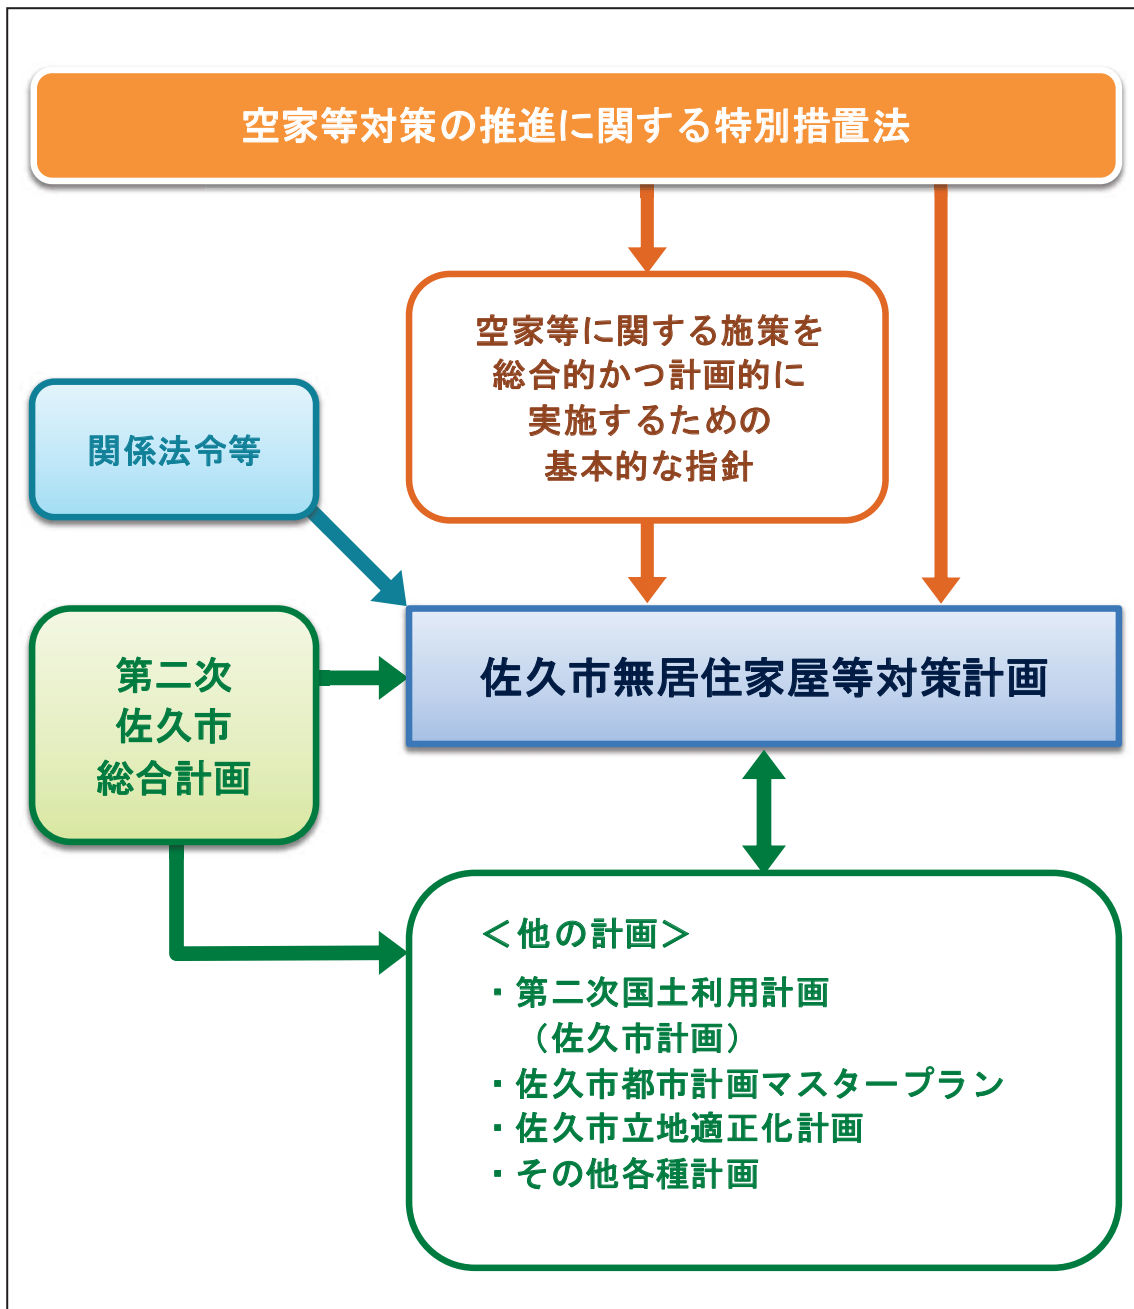 空家等対策の推進に関する特別措置法
空家等に関する施策を
総合的かつ計画的に
実施するための
基本的な指針
関係法令等
佐久市無居住家屋等対策計画
第二次
佐久市
総合計画
＜他の計画＞
・第二次国土利用計画
（佐久市計画）
・佐久市都市計画マスタープラン
・佐久市立地適正化計画
・その他各種計画